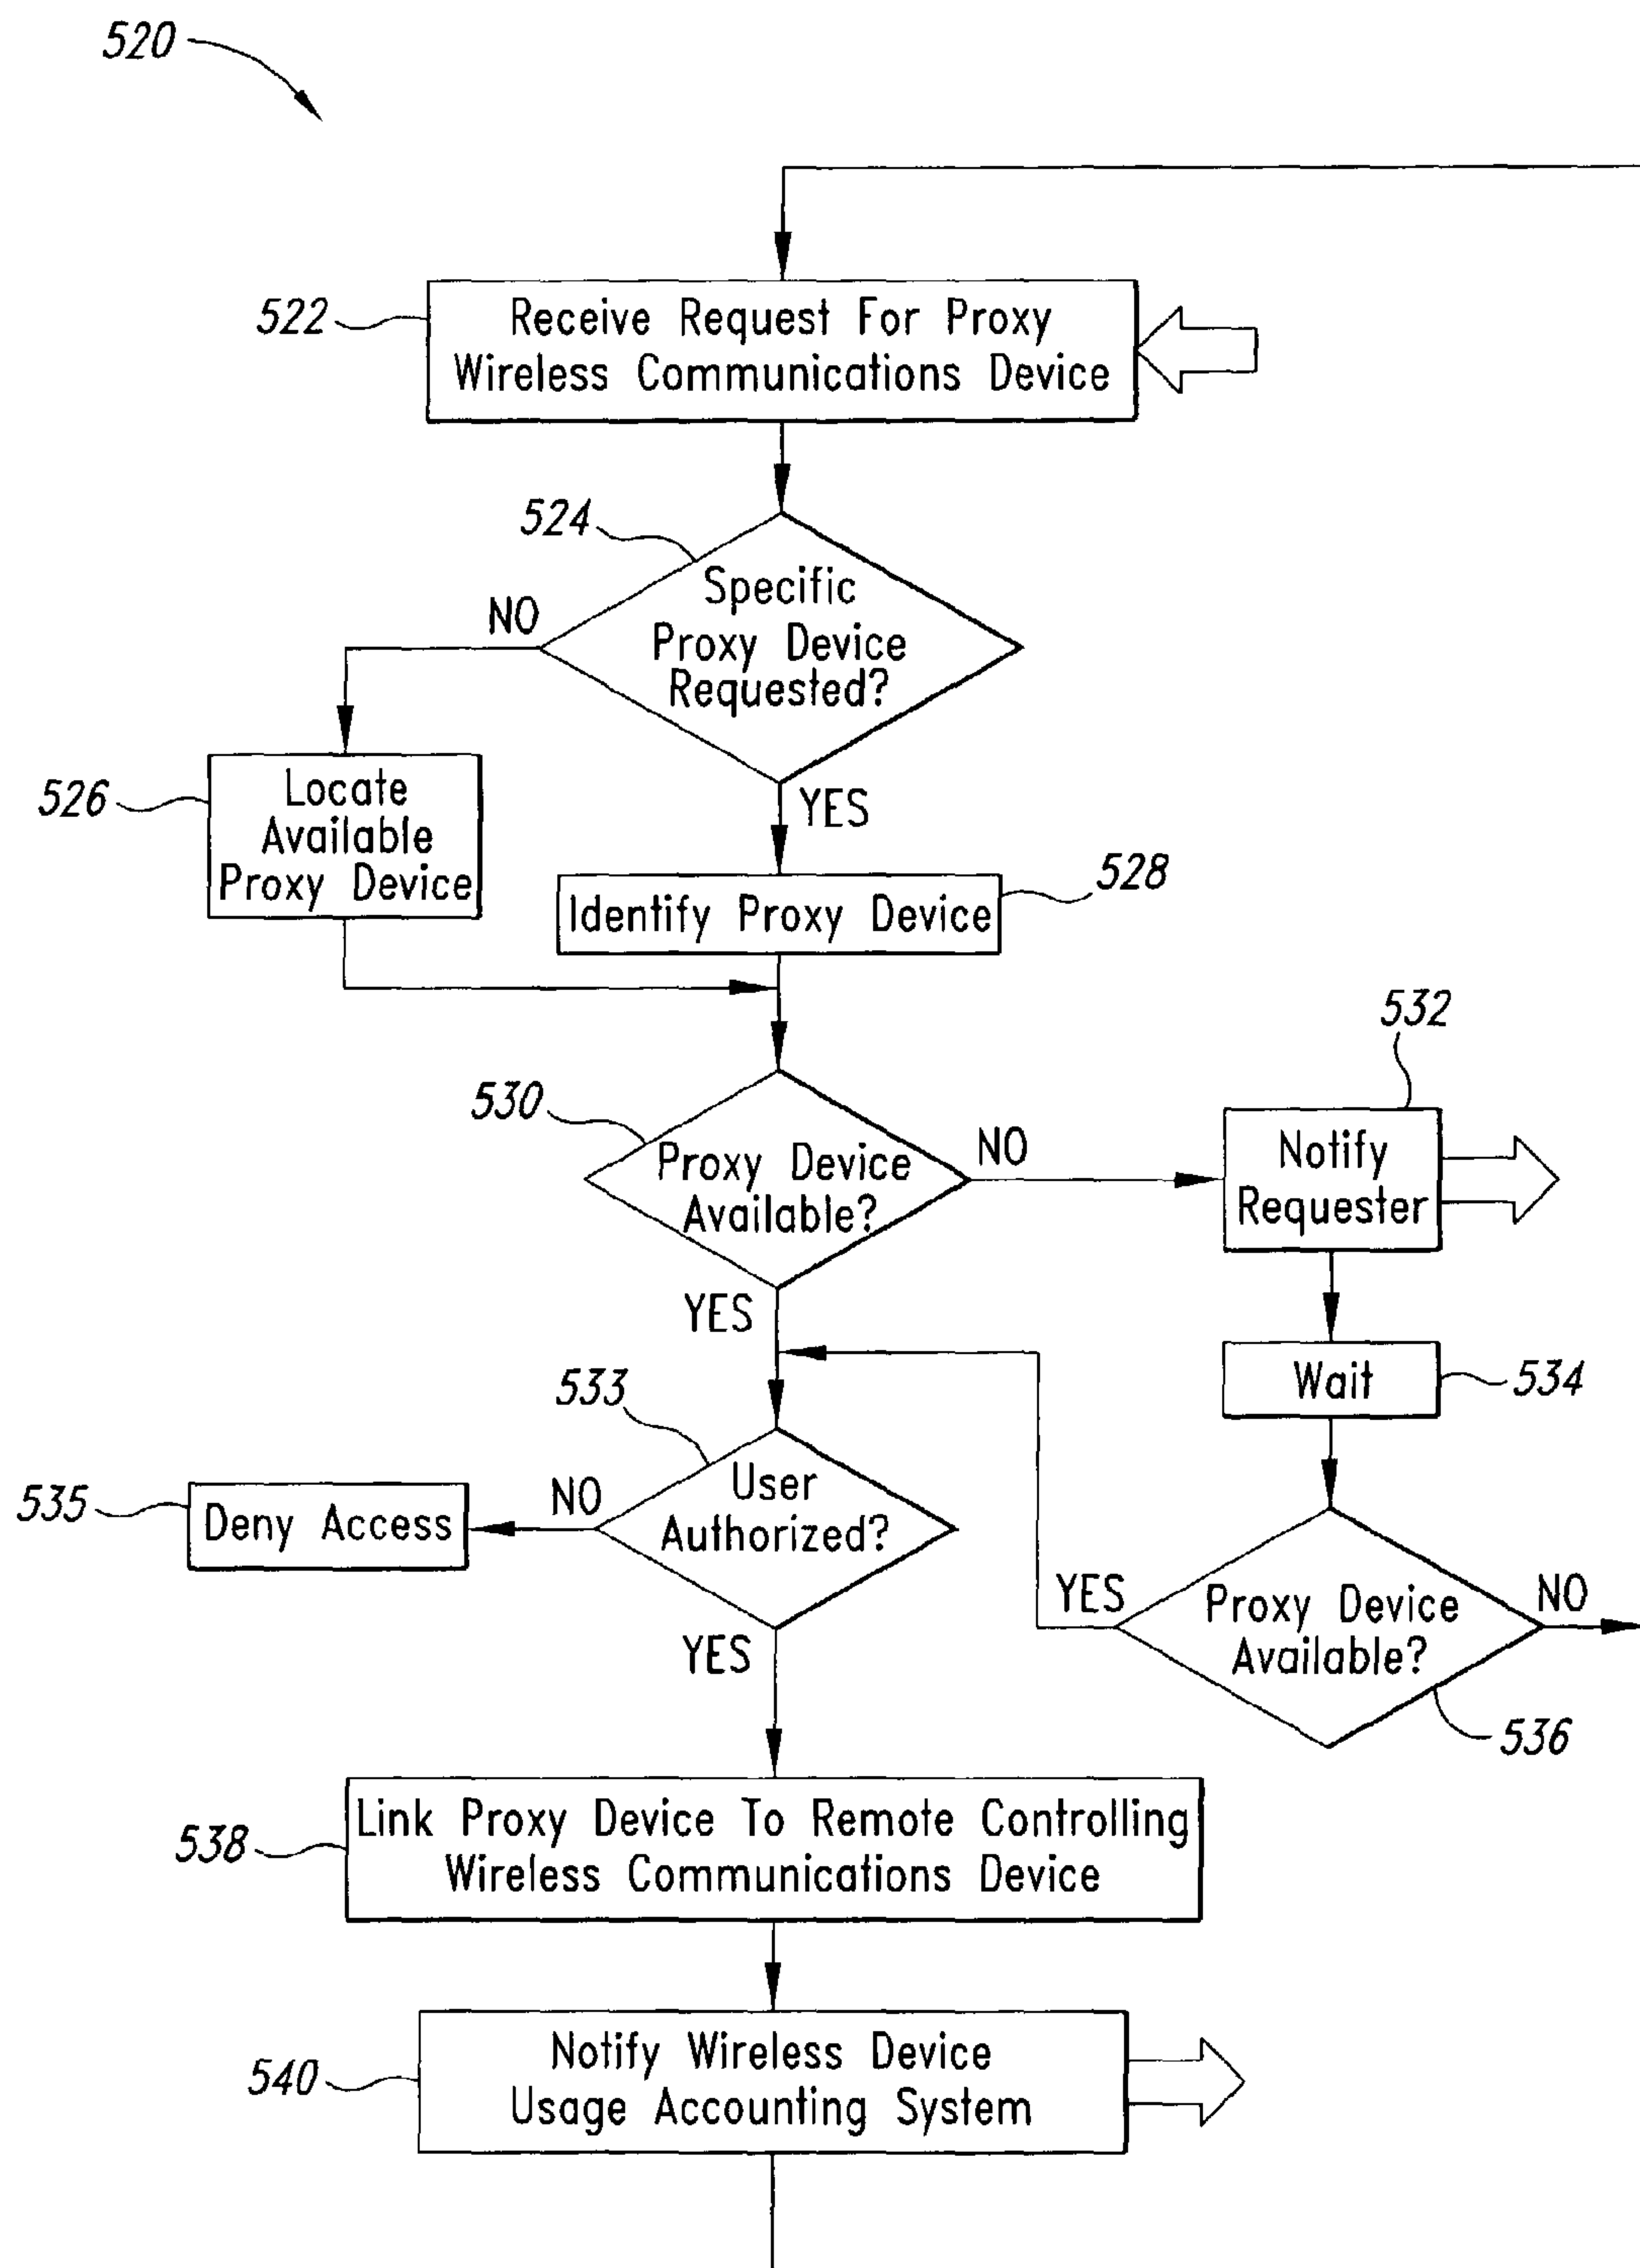 520
522
Receive Request For Proxy
Wireless Communications Device
524
Specific
Proxy Device
Requested?
NO
YES
526
Locate
Available
Proxy Device
528
Identify Proxy Device
530
Proxy Device
Available?
NO
YES
532
Notify
Requester
534
Wait
533
User
Authorized?
NO
YES
535
Deny Access
536
Proxy Device
Available?
YES
NO
538
Link Proxy Device To Remote Controlling
Wireless Communications Device
540
Notify Wireless Device
Usage Accounting System